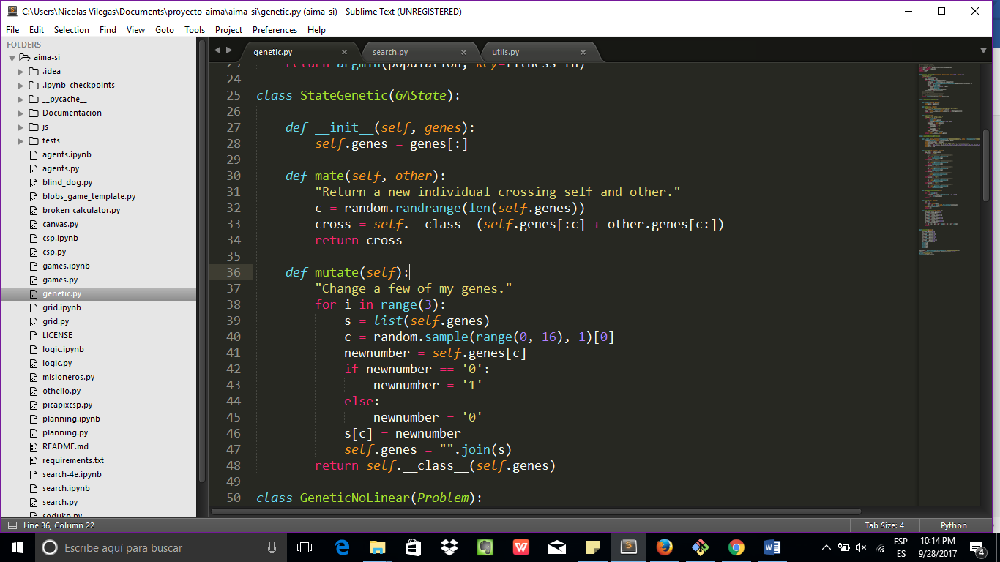 C:\Users\Nicolas Vilegas\Documents\proyecto-aima\aima-si\genetic.py (aima-si) - Sublime Text (UNREGISTERED)
File Edit Selection Find View Goto Tools Project Preferences Help
FOLDERS
aima-si
.idea
.ipynb_checkpoints
__pycache__
Documentacion
js
tests
agents.ipynb
agents.py
blind_dog.py
blobs_game_template.py
broken-calculator.py
canvas.py
csp.ipynb
csp.py
games.ipynb
games.py
genetic.py
grid.ipynb
grid.py
LICENSE
logic.ipynb
logic.py
misioneros.py
othello.py
picapixcsp.py
planning.ipynb
planning.py
README.md
requirements.txt
search-4e.ipynb
search.ipynb
search.py
soduko.py
genetic.py search.py utils.py
23         return argmin(population, key=fitness_fn)
24
25 class StateGenetic(GAState):
26
27     def __init__(self, genes):
28         self.genes = genes[:]
29
30     def mate(self, other):
31         "Return a new individual crossing self and other."
32         c = random.randrange(len(self.genes))
33         cross = self.__class__(self.genes[:c] + other.genes[c:])
34         return cross
35
36     def mutate(self):
37         "Change a few of my genes."
38         for i in range(3):
39             s = list(self.genes)
40             c = random.sample(range(0, 16), 1)[0]
41             newnumber = self.genes[c]
42             if newnumber == '0':
43                 newnumber = '1'
44             else:
45                 newnumber = '0'
46             s[c] = newnumber
47             self.genes = "".join(s)
48         return self.__class__(self.genes)
49
50 class GeneticNoLinear(Problem):
Line 36, Column 22 Tab Size: 4 Python
Escribe aquí para buscar
ESP
ES
10:14 PM
9/28/2017
4